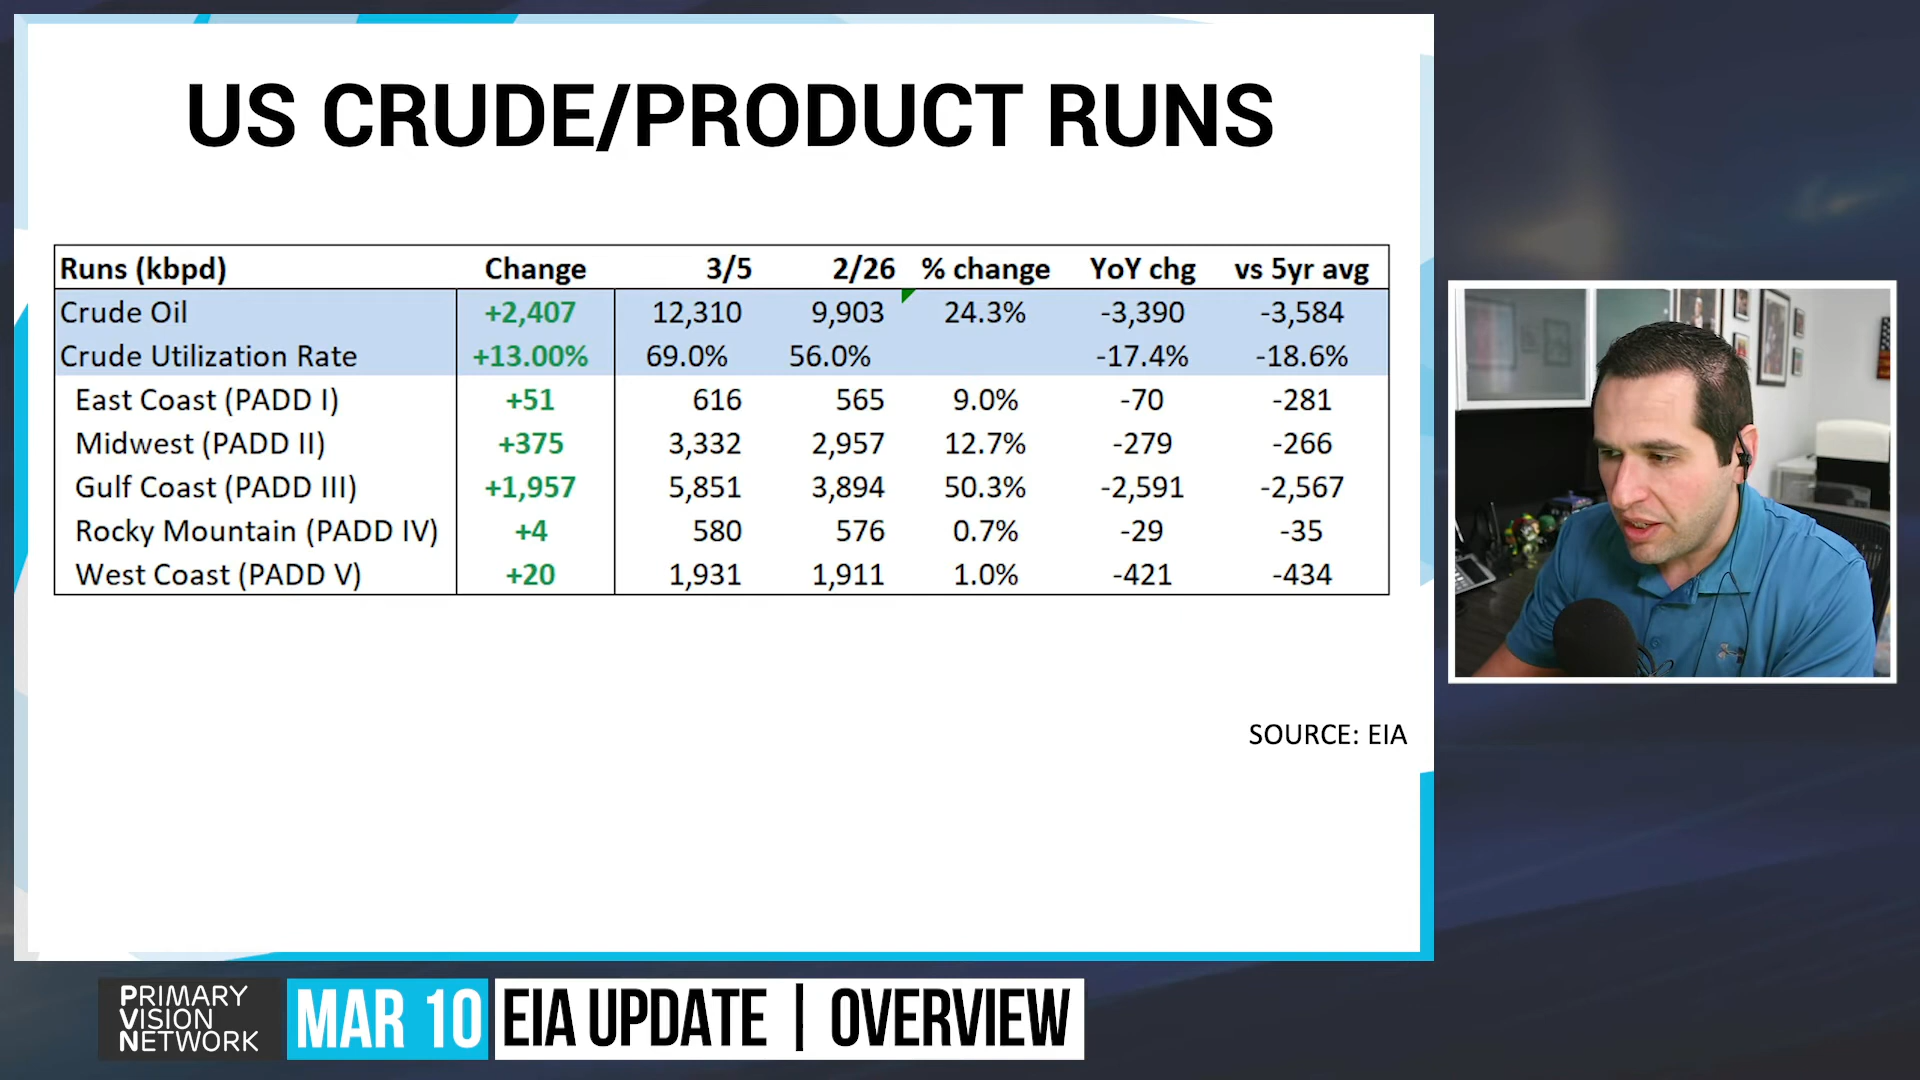 US CRUDE/PRODUCT RUNS
Runs (kbpd) Change 3/5 2/26 % change YoY chg vs 5yr avg
Crude Oil +2,407 12,310 9,903 24.3% -3,390 -3,584
Crude Utilization Rate +13.00% 69.0% 56.0% -17.4% -18.6%
East Coast (PADD I) +51 616 565 9.0% -70 -281
Midwest (PADD II) +375 3,332 2,957 12.7% -279 -266
Gulf Coast (PADD III) +1,957 5,851 3,894 50.3% -2,591 -2,567
Rocky Mountain (PADD IV) +4 580 576 0.7% -29 -35
West Coast (PADD V) +20 1,931 1,911 1.0% -421 -434
SOURCE: EIA
PRIMARY
VISION
NETWORK
MAR 10 EIA UPDATE | OVERVIEW